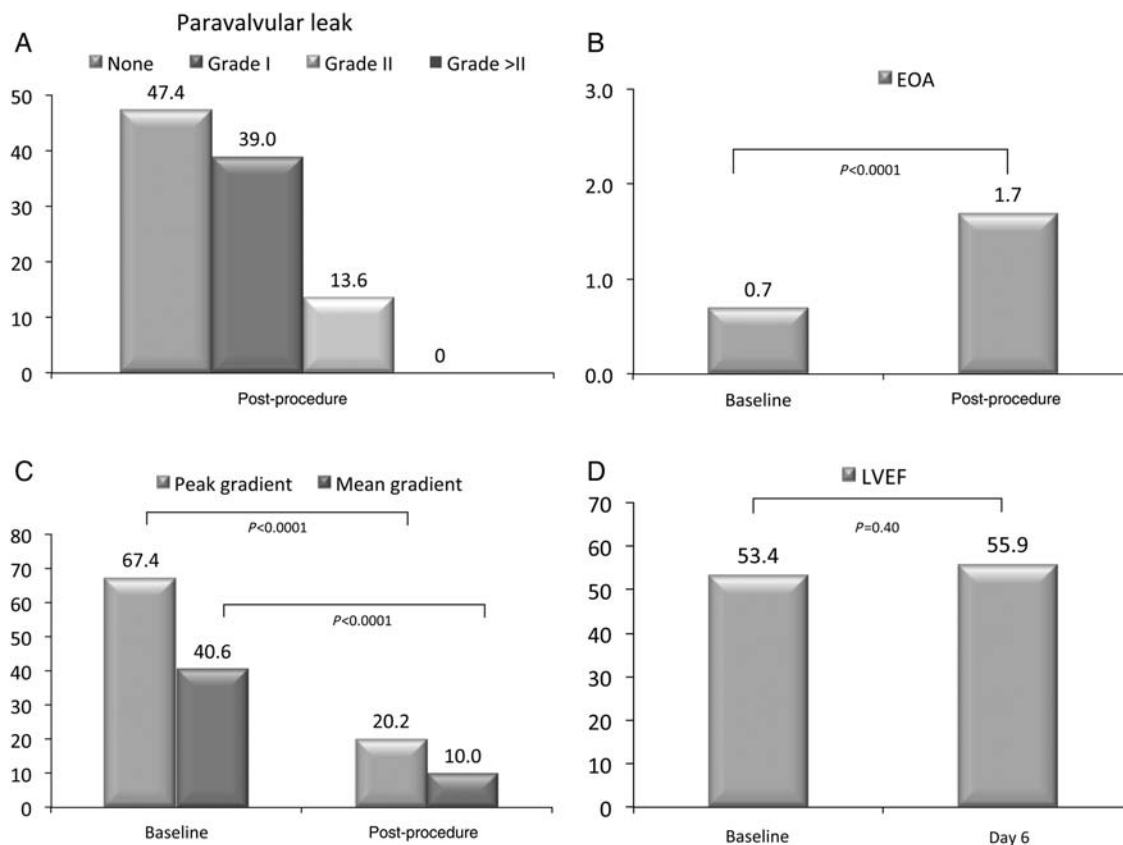 A
Paravalvular leak
None Grade I Grade II Grade >II
50
40
30
20
10
0
47.4
39.0
13.6
0
Post-procedure
B
EOA
3.0
2.0
1.0
0.0
P<0.0001
0.7
1.7
Baseline Post-procedure
C
Peak gradient Mean gradient
80
70
60
50
40
30
20
10
0
P<0.0001
67.4
P<0.0001
40.6
20.2
10.0
Baseline Post-procedure
D
LVEF
70
60
50
40
30
20
10
0
P=0.40
53.4
55.9
Baseline Day 6